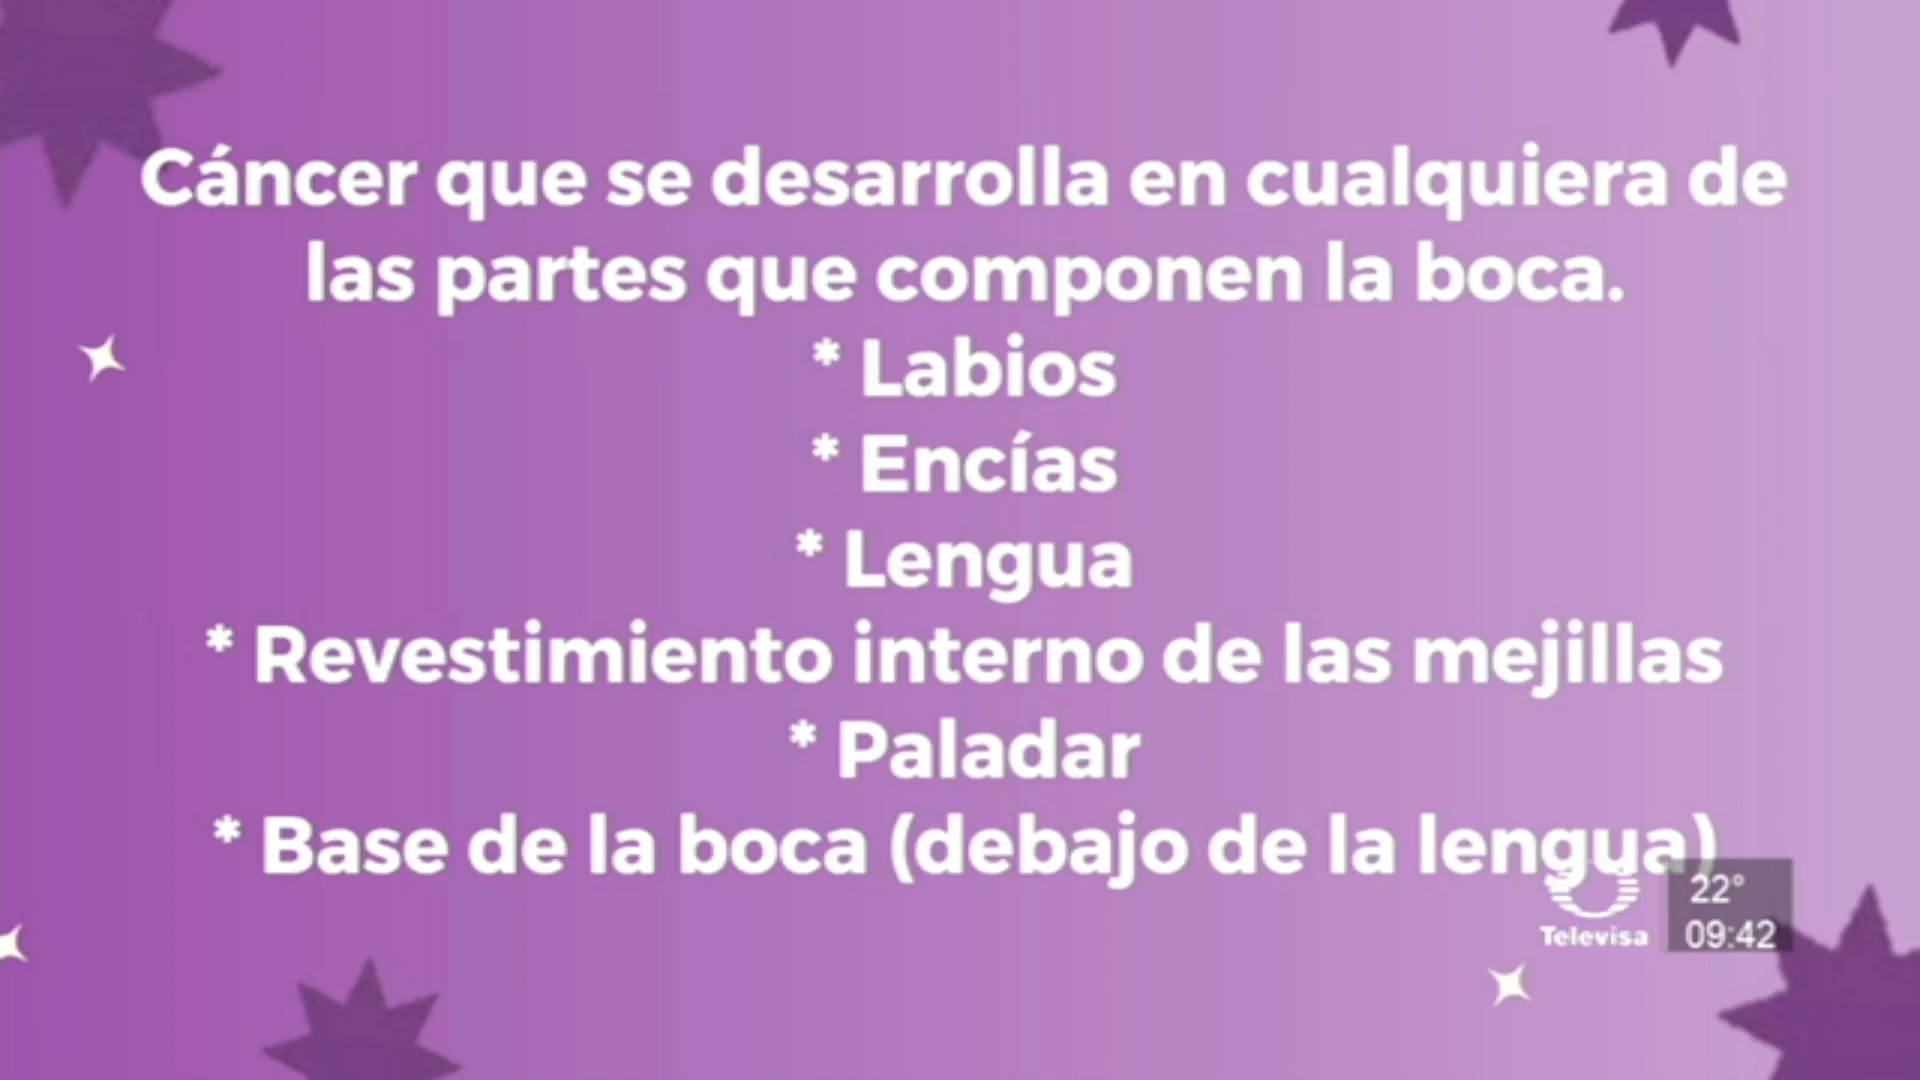 Cáncer que se desarrolla en cualquiera de
las partes que componen la boca.
* Labios
* Encías
* Lengua
* Revestimiento interno de las mejillas
* Paladar
* Base de la boca (debajo de la lengua)
22°
Televisa
09:42